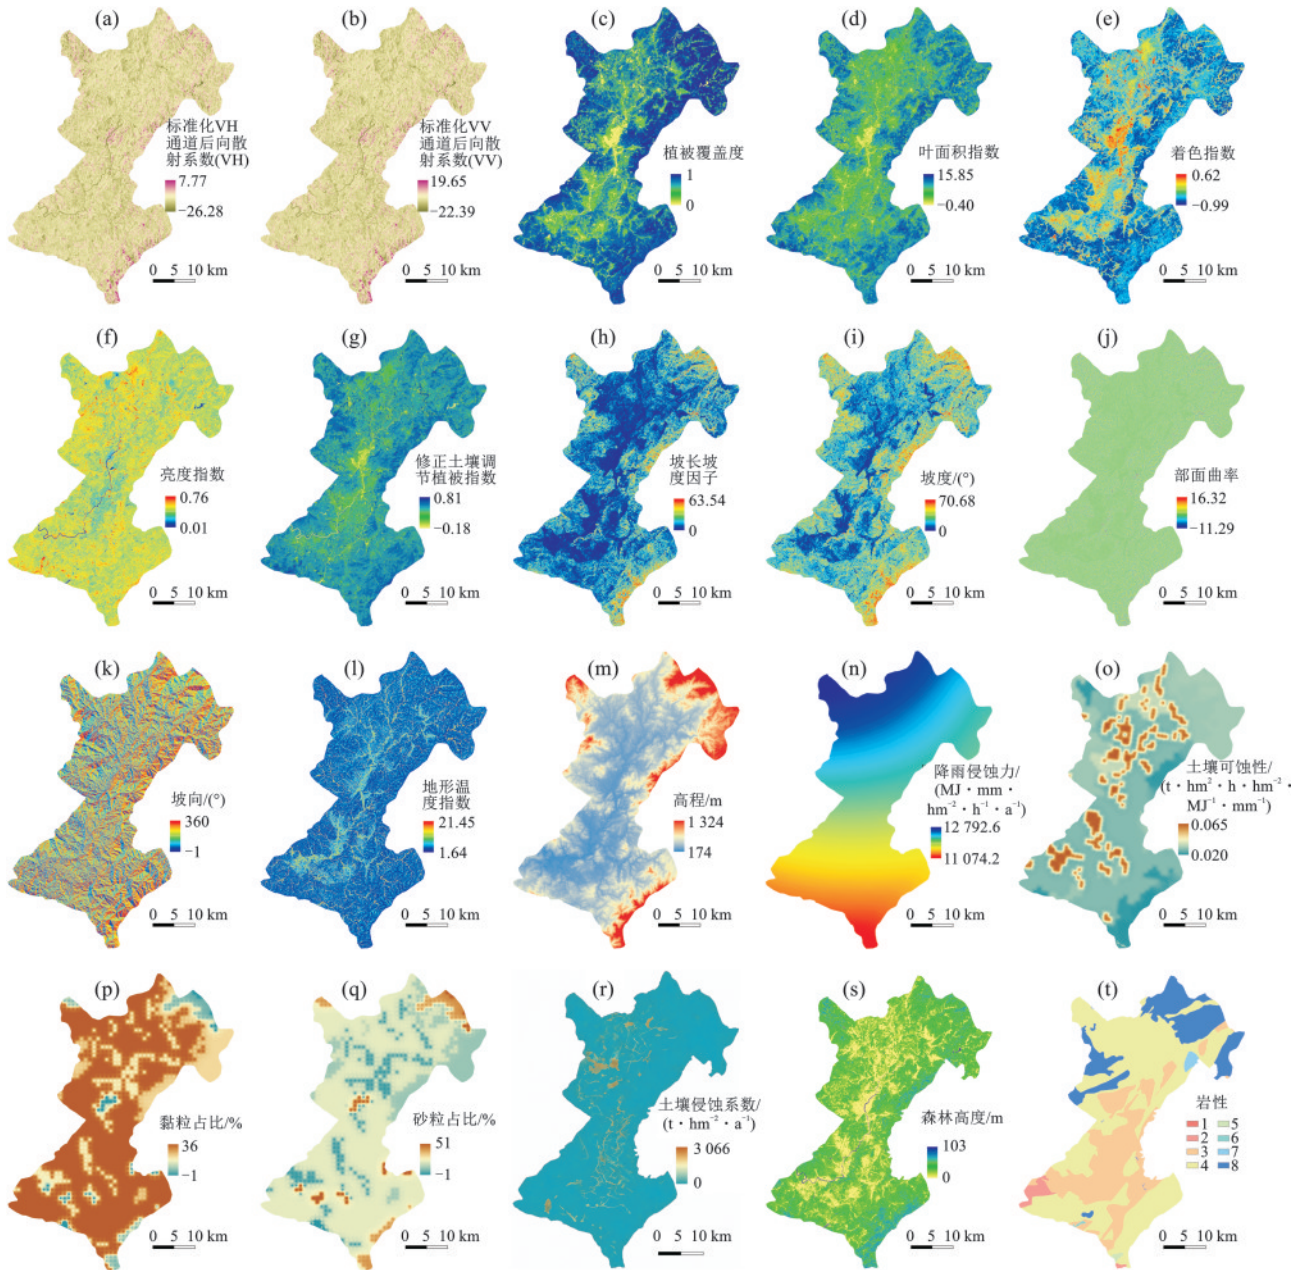 (a)
标准化VH
通道后向散
射系数(VH)
7.77
−26.28
0 5 10 km
(b)
标准化VV
通道后向散
射系数(VV)
19.65
−22.39
0 5 10 km
(c)
植被覆盖度
1
0
0 5 10 km
(d)
叶面积指数
15.85
−0.40
0 5 10 km
(e)
着色指数
0.62
−0.99
0 5 10 km
(f)
亮度指数
0.76
0.01
0 5 10 km
(g)
修正土壤调
节植被指数
0.81
−0.18
0 5 10 km
(h)
坡长坡
度因子
63.54
0
0 5 10 km
(i)
坡度/(°)
70.68
0
0 5 10 km
(j)
部面曲率
16.32
−11.29
0 5 10 km
(k)
坡向/(°)
360
−1
0 5 10 km
(l)
地形温
度指数
21.45
1.64
0 5 10 km
(m)
高程/m
1 324
174
0 5 10 km
(n)
降雨侵蚀力/
(MJ·mm·
hm⁻²·h⁻¹·a⁻¹)
12 792.6
11 074.2
0 5 10 km
(o)
土壤可蚀性/
(t·hm²·h·hm⁻²·
MJ⁻¹·mm⁻¹)
0.065
0.020
0 5 10 km
(p)
黏粒占比/%
36
−1
0 5 10 km
(q)
砂粒占比/%
51
−1
0 5 10 km
(r)
土壤侵蚀系数/
(t·hm⁻²·a⁻¹)
3 066
0
0 5 10 km
(s)
森林高度/m
103
0
0 5 10 km
(t)
岩性
1 5
2 6
3 7
4 8
0 5 10 km